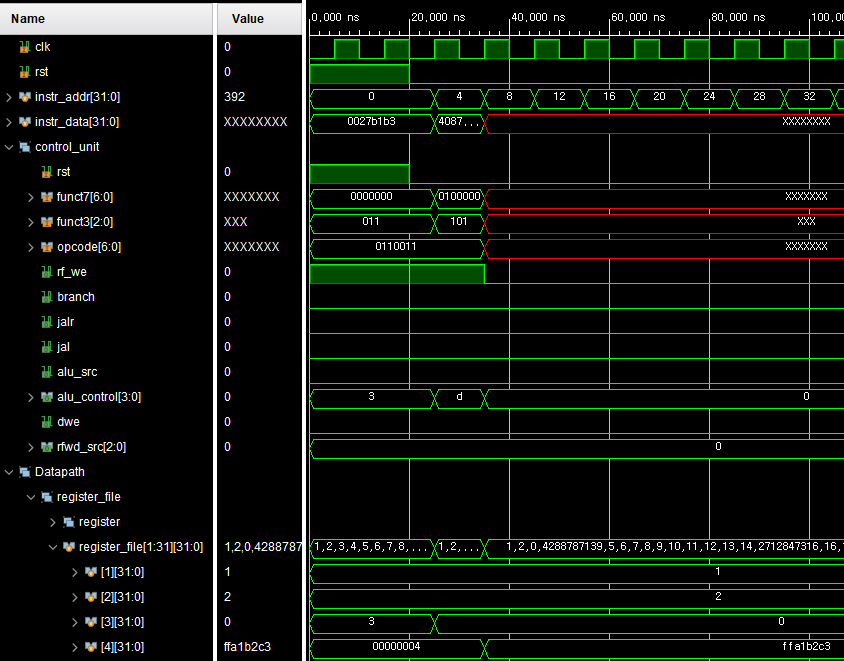 Name Value 0,000 ns 20,000 ns 40,000 ns 60,000 ns 80,000 ns 100,
clk 0
rst 0
instr_addr[31:0] 392 0 4 8 12 16 20 24 28 32
instr_data[31:0] XXXXXXXX 0027b1b3 4087... XXXXXXXX
control_unit
rst 0
funct7[6:0] XXXXXXX 0000000 0100000 XXXXXXX
funct3[2:0] XXX 011 101 XXX
opcode[6:0] XXXXXXX 0110011 XXXXXXX
rf_we 0
branch 0
jalr 0
jal 0
alu_src 0
alu_control[3:0] 0 3 d 0
dwe 0
rfwd_src[2:0] 0 0
Datapath
register_file
register
register_file[1:31][31:0] 1,2,0,4288787 1,2,3,4,5,6,7,8,... 1,2,... 1,2,0,4288787139,5,6,7,8,9,10,11,12,13,14,2712847316,16,1
[1][31:0] 1 1
[2][31:0] 2 2
[3][31:0] 0 3 0
[4][31:0] ffa1b2c3 00000004 ffa1b2c3